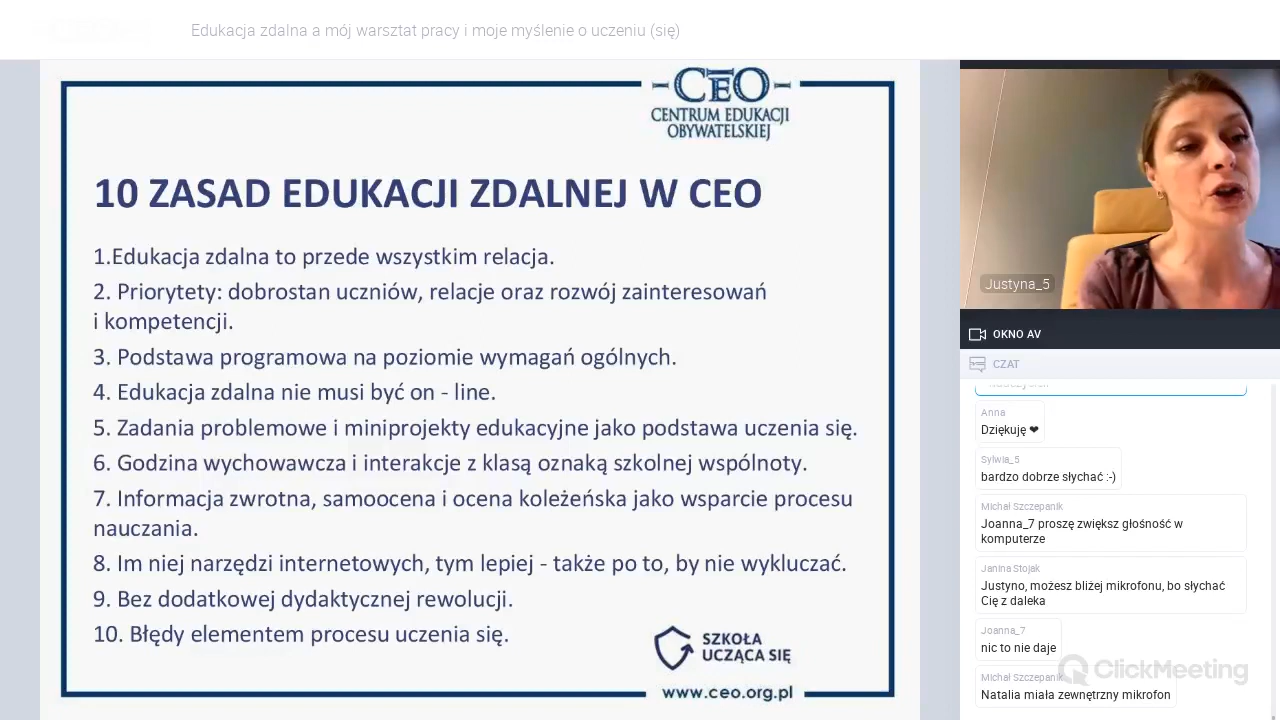 Edukacja zdalna a mój warsztat pracy i moje myślenie o uczeniu (się)
CEO
CENTRUM EDUKACJI
OBYWATELSKIEJ
10 ZASAD EDUKACJI ZDALNEJ W CEO
1.Edukacja zdalna to przede wszystkim relacja.
2. Priorytety: dobrostan uczniów, relacje oraz rozwój zainteresowań
i kompetencji.
3. Podstawa programowa na poziomie wymagań ogólnych.
4. Edukacja zdalna nie musi być on - line.
5. Zadania problemowe i miniprojekty edukacyjne jako podstawa uczenia się.
6. Godzina wychowawcza i interakcje z klasą oznaką szkolnej wspólnoty.
7. Informacja zwrotna, samoocena i ocena koleżeńska jako wsparcie procesu
nauczania.
8. Im niej narzędzi internetowych, tym lepiej - także po to, by nie wykluczać.
9. Bez dodatkowej dydaktycznej rewolucji.
10. Błędy elementem procesu uczenia się.
SZKOŁA
UCZĄCA SIĘ
www.ceo.org.pl
Justyna_5
OKNO AV
CZAT
Anna
Dziękuję ❤
Sylwia_5
bardzo dobrze słychać :-)
Michał Szczepanik
Joanna_7 proszę zwiększ głośność w
komputerze
Janina Stojak
Justyno, możesz bliżej mikrofonu, bo słychać
Cię z daleka
Joanna_7
nic to nie daje
Michał Szczepanik
Natalia miała zewnętrzny mikrofon
ClickMeeting